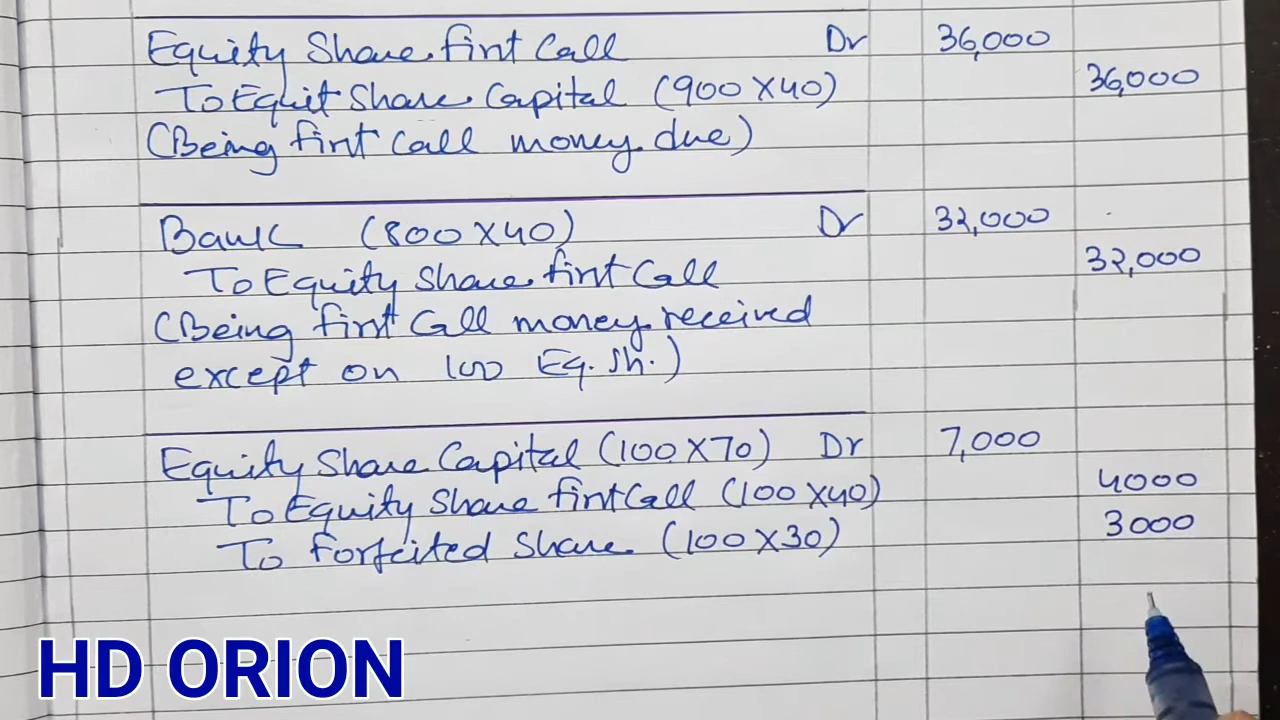 Equity Share First Call Dr 36,000
To Equit Share Capital (900 X 40) 36,000
(Being first Call money due)
Bank (800 X 40) Dr 32,000
To Equity Share first Call 32,000
(Being first Call money received
except on 100 Eq. Sh.)
Equity Share Capital (100 X 70) Dr 7,000
To Equity Share first Call (100 X 40) 4000
To Forfeited Share (100 X 30) 3000
HD ORION